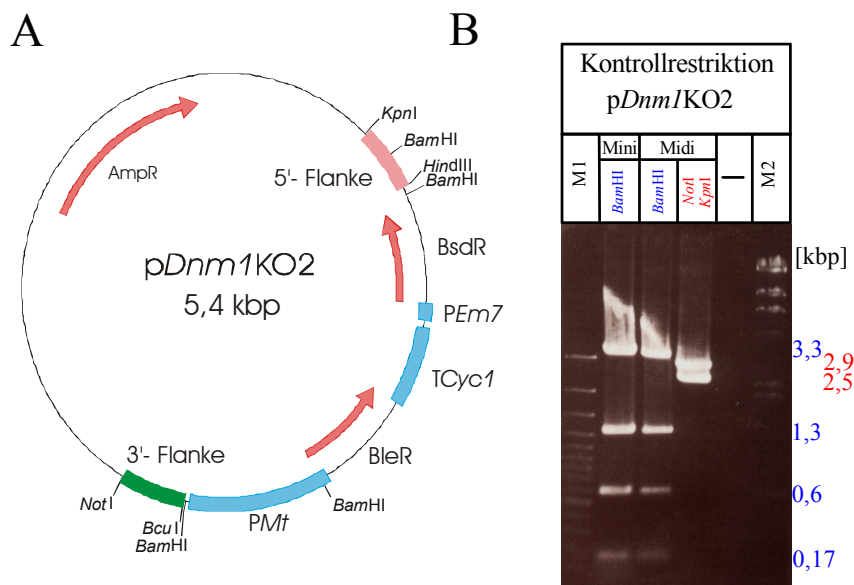 A
KpnI
BamHI
HindIII
BamHI
5'- Flanke
AmpR
BsdR
pDnm1KO2
5,4 kbp
PEm7
TCyc1
BleR
3'- Flanke
NotI
BcuI
BamHI
PMt
BamHI
B
Kontrollrestriktion
pDnm1KO2
M1
Mini
Midi
BamHI
BamHI
NotI
KpnI
M2
[kbp]
3,3
2,9
2,5
1,3
0,6
0,17